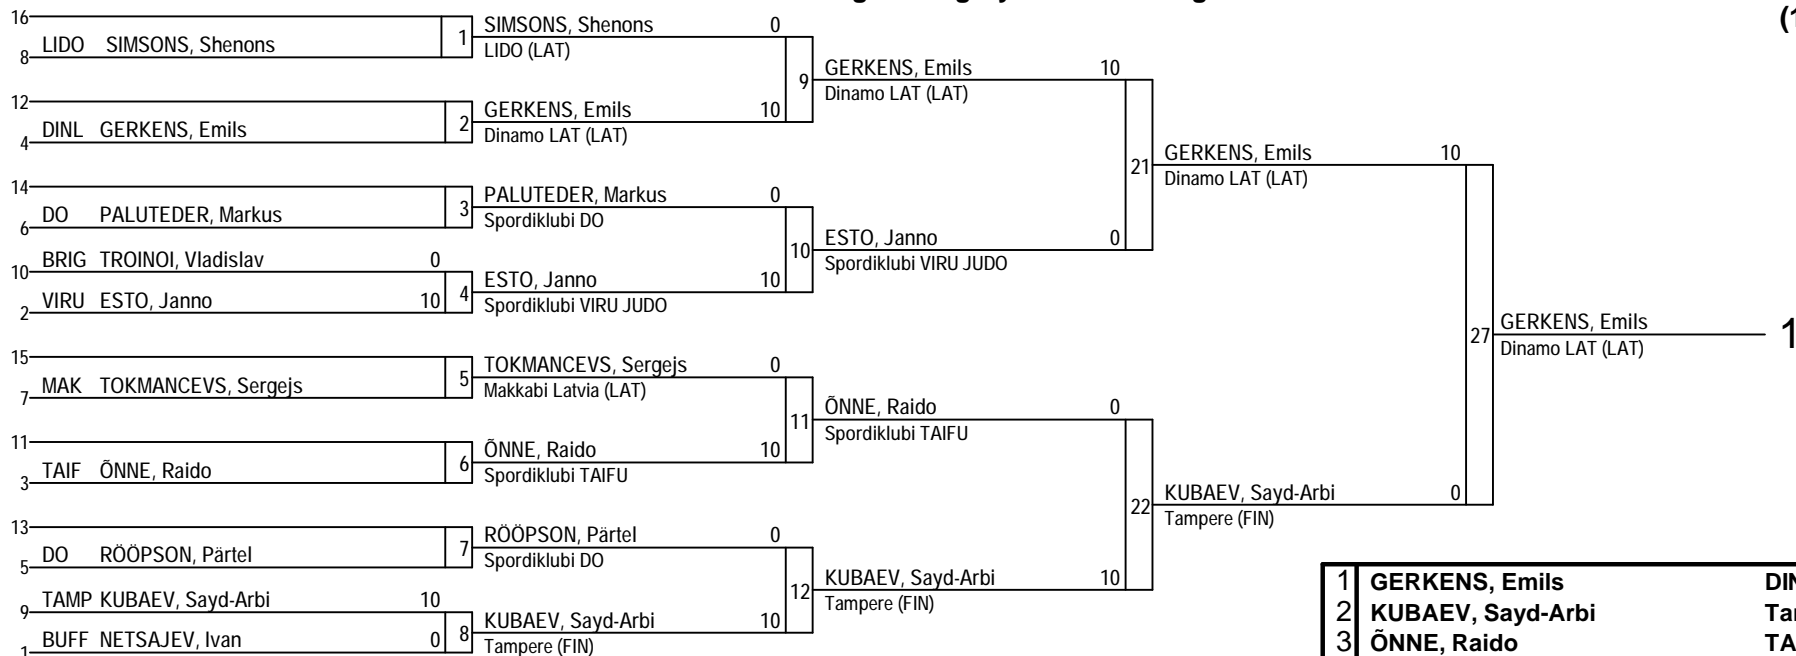 (1
16
LIDO SIMSONS, Shenons
8
1
SIMSONS, Shenons 0
LIDO (LAT)
12
DINL GERKENS, Emils
4
2
GERKENS, Emils 10
Dinamo LAT (LAT)
9
GERKENS, Emils 10
Dinamo LAT (LAT)
14
DO PALUTEDER, Markus
6
3
PALUTEDER, Markus 0
Spordiklubi DO
BRIG TROINOI, Vladislav 0
10
VIRU ESTO, Janno 10
2
4
ESTO, Janno 10
Spordiklubi VIRU JUDO
10
ESTO, Janno 0
Spordiklubi VIRU JUDO
21
GERKENS, Emils 10
Dinamo LAT (LAT)
15
MAK TOKMANCEVS, Sergejs
7
5
TOKMANCEVS, Sergejs 0
Makkabi Latvia (LAT)
11
TAIF ÕNNE, Raido
3
6
ÕNNE, Raido 10
Spordiklubi TAIFU
11
ÕNNE, Raido 0
Spordiklubi TAIFU
13
DO RÖÖPSON, Pärtel
5
7
RÖÖPSON, Pärtel 0
Spordiklubi DO
TAMP KUBAEV, Sayd-Arbi 10
9
BUFF NETSAJEV, Ivan 0
1
8
KUBAEV, Sayd-Arbi 10
Tampere (FIN)
12
KUBAEV, Sayd-Arbi 10
Tampere (FIN)
22
KUBAEV, Sayd-Arbi 0
Tampere (FIN)
27
GERKENS, Emils
Dinamo LAT (LAT)
1
1 GERKENS, Emils
2 KUBAEV, Sayd-Arbi
3 ÕNNE, Raido